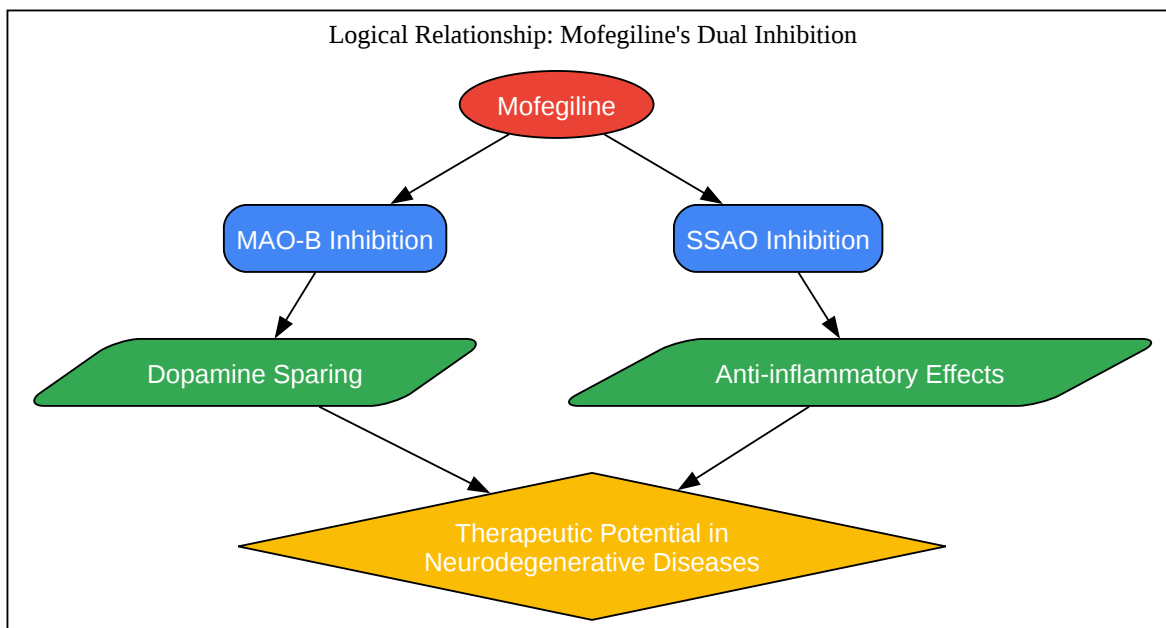 Logical Relationship: Mofegiline's Dual Inhibition
Mofegiline
MAO-B Inhibition
SSAO Inhibition
Dopamine Sparing
Anti-inflammatory Effects
Therapeutic Potential in
Neurodegenerative Diseases